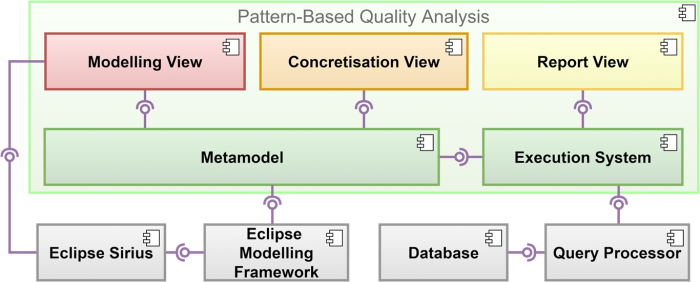 Pattern-Based Quality Analysis
Modelling View
Concretisation View
Report View
Metamodel
Execution System
Eclipse Sirius
Eclipse
Modelling
Framework
Database
Query Processor